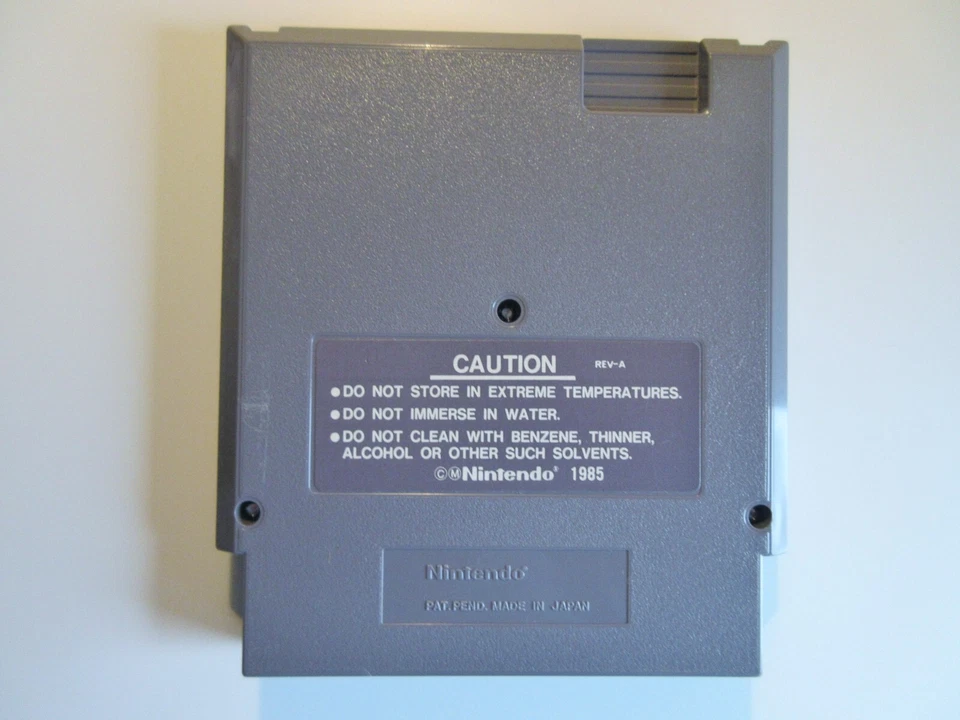 CAUTION REV-A
●DO NOT STORE IN EXTREME TEMPERATURES.
●DO NOT IMMERSE IN WATER.
●DO NOT CLEAN WITH BENZENE, THINNER,
ALCOHOL OR OTHER SUCH SOLVENTS.
ⒸⓂNintendo® 1985
Nintendo®
PAT. PEND. MADE IN JAPAN